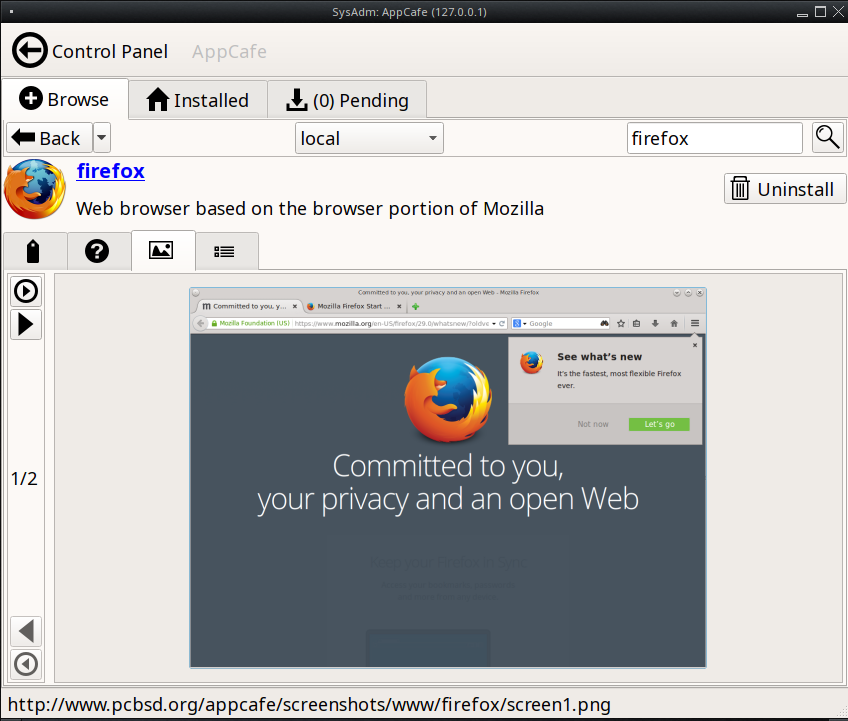 SysAdm: AppCafe (127.0.0.1)
Control Panel AppCafe
Browse Installed (0) Pending
Back local firefox
firefox
Web browser based on the browser portion of Mozilla
Uninstall
Committed to you, your privacy and an open Web - Mozilla Firefox
Committed to you, y... Mozilla Firefox Start ...
Mozilla Foundation (US) https://www.mozilla.org/en-US/firefox/29.0/whatsnew/?oldve Google
See what's new
It's the fastest, most flexible Firefox
ever.
Not now Let's go
Committed to you,
your privacy and an open Web
Keep your Firefox in Sync
1/2
http://www.pcbsd.org/appcafe/screenshots/www/firefox/screen1.png